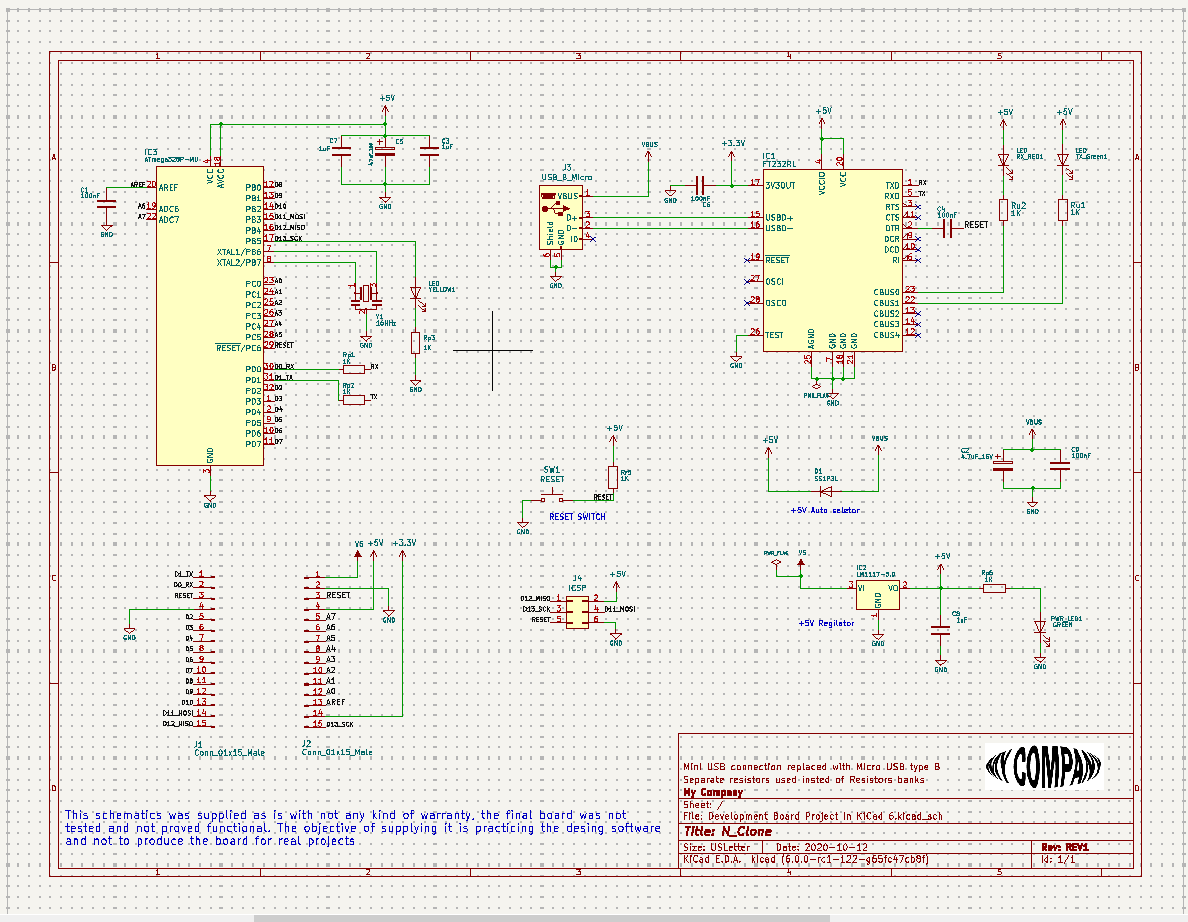 1 2 3 4 5
A
B
C
D
IC3
ATmega328P-MU
AREF 20 AREF
A6 19 ADC6
A7 22 ADC7
4 VCC
18 AVCC
PB0 12 D8
PB1 13 D9
PB2 14 D10
PB3 15 D11_MOSI
PB4 16 D12_MISO
PB5 17 D13_SCK
XTAL1/PB6 7
XTAL2/PB7 8
PC0 23 A0
PC1 24 A1
PC2 25 A2
PC3 26 A3
PC4 27 A4
PC5 28 A5
RESET/PC6 29 RESET
PD0 30 D0_RX
PD1 31 D1_TX
PD2 32 D2
PD3 1 D3
PD4 2 D4
PD5 9 D5
PD6 10 D6
PD7 11 D7
GND
3
GND
C1
100nF
GND
+5V
C7
1uF
C5
C3
1uF
GND
Y1
16MHz
GND
LED
YELLOW1
Rp3
1K
GND
Rp1
1K
RX
Rp2
1K
TX
J3
USB_B_Micro
VBUS 1
D+ 3
D- 2
ID 4
Shield
GND
6 5
GND
VBUS
+3.3V
GND
100nF
C6
+5V
IC1
FT232RL
4 VCCIO
20 VCC
17 3V3OUT
15 USBD+
16 USBD-
19 RESET
27 OSCI
28 OSCO
26 TEST
GND
TXD 1 RX
RXD 5 TX
RTS 3
CTS 11
DTR 2
DCR 9
DCD 10
RI 6
CBUS0 23
CBUS1 22
CBUS2 13
CBUS3 14
CBUS4 12
AGND GND GND GND
25 7 18 21
PWR_FLAG
GND
C4
100nF
RESET
+5V
LED
RX_RED1
Ru2
1K
+5V
LED
TX_Green1
Ru1
1K
+5V
1K
SW1
RESET
RESET
GND
RESET SWITCH
+5V
VBUS
D1
SS1P3L
+5V Auto seletor
VBUS
C2
4.7uF_16V
100nF
GND
PWR_FLAG
VS
IC2
LM1117-5.0
3 VI
VO 2
GND
1
GND
+5V
Rp6
1K
1uF
GND
PWR_LED1
GREEN
GND
+5V Regilator
J4
ICSP
D12_MISO 1
D13_SCK 3
RESET 5
2
4 D11_MOSI
6
+5V
GND
D1_TX 1
D0_RX 2
RESET 3
4
D2 5
D3 6
D4 7
D5 8
D6 9
D7 10
D8 11
D9 12
D10 13
D11_MOSI 14
D12_MISO 15
GND
J1
Conn_01x15_Male
+5V
+3.3V
1
2
3 RESET
4
5 A7
6 A6
7 A5
8 A4
9 A3
10 A2
11 A1
12 A0
13 AREF
14
15 D13_SCK
GND
J2
Conn_01x15_Male
This schematics was supplied as is with not any kind of warranty, the final board was not
tested and not proved functional. The objective of supplying it is practicing the desing software
and not to produce the board for real projects
MY COMPANY
Mini USB connection replaced with Micro USB type B
Separate resistors used insted of Resistors banks
My Company
Sheet: /
File: Development Board Project in KiCad 6.kicad_sch
Title: N_Clone
Size: USLetter Date: 2020-10-12 Rev: REV1
KiCad E.D.A. kicad (6.0.0-rc1-122-g65fc47cb8f) Id: 1/1
1 2 3 4 5